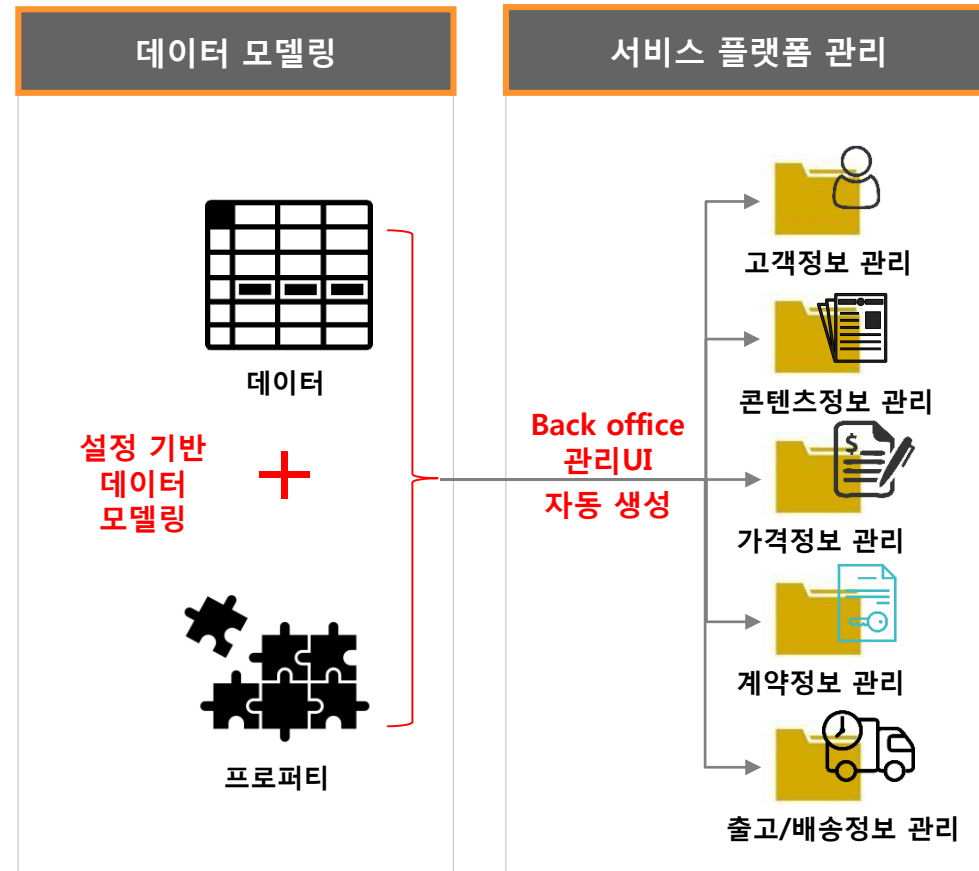 데이터 모델링
서비스 플랫폼 관리
데이터
설정 기반
데이터
모델링
프로퍼티
Back office
관리UI
자동 생성
고객정보 관리
콘텐츠정보 관리
$
가격정보 관리
계약정보 관리
출고/배송정보 관리